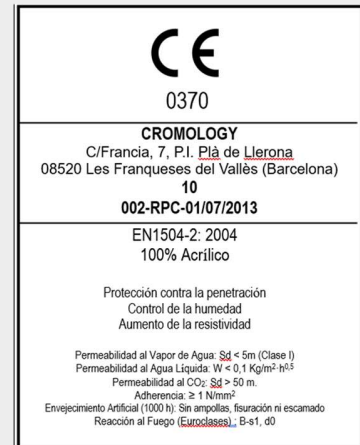 CE
0370
CROMOLOGY
C/Francia, 7, P.I. Plà de Llerona
08520 Les Franqueses del Vallès (Barcelona)
10
002-RPC-01/07/2013
EN1504-2: 2004
100% Acrílico
Protección contra la penetración
Control de la humedad
Aumento de la resistividad
Permeabilidad al Vapor de Agua: Sd < 5m (Clase I)
Permeabilidad al Agua Líquida: W < 0,1 Kg/m²·h⁰,⁵
Permeabilidad al CO₂: Sd > 50 m.
Adherencia: ≥ 1 N/mm²
Envejecimiento Artificial (1000 h): Sin ampollas, fisuración ni escamado
Reacción al Fuego (Euroclases) : B-s1, d0